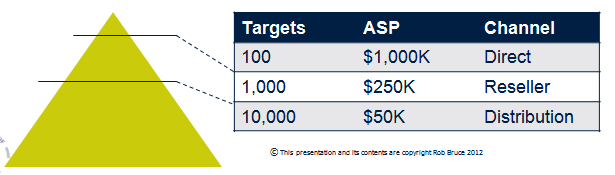 Targets ASP Channel
100 $1,000K Direct
1,000 $250K Reseller
10,000 $50K Distribution
© This presentation and its contents are copyright Rob Bruce 2012